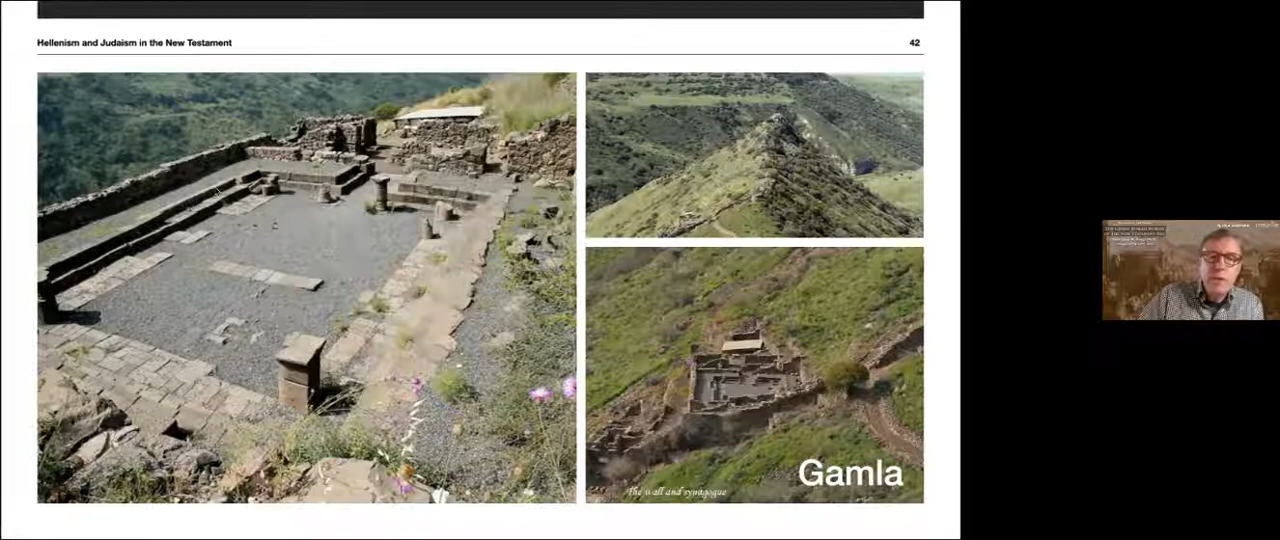 Hellenism and Judaism in the New Testament
42
Gamla
The wall and synagogue